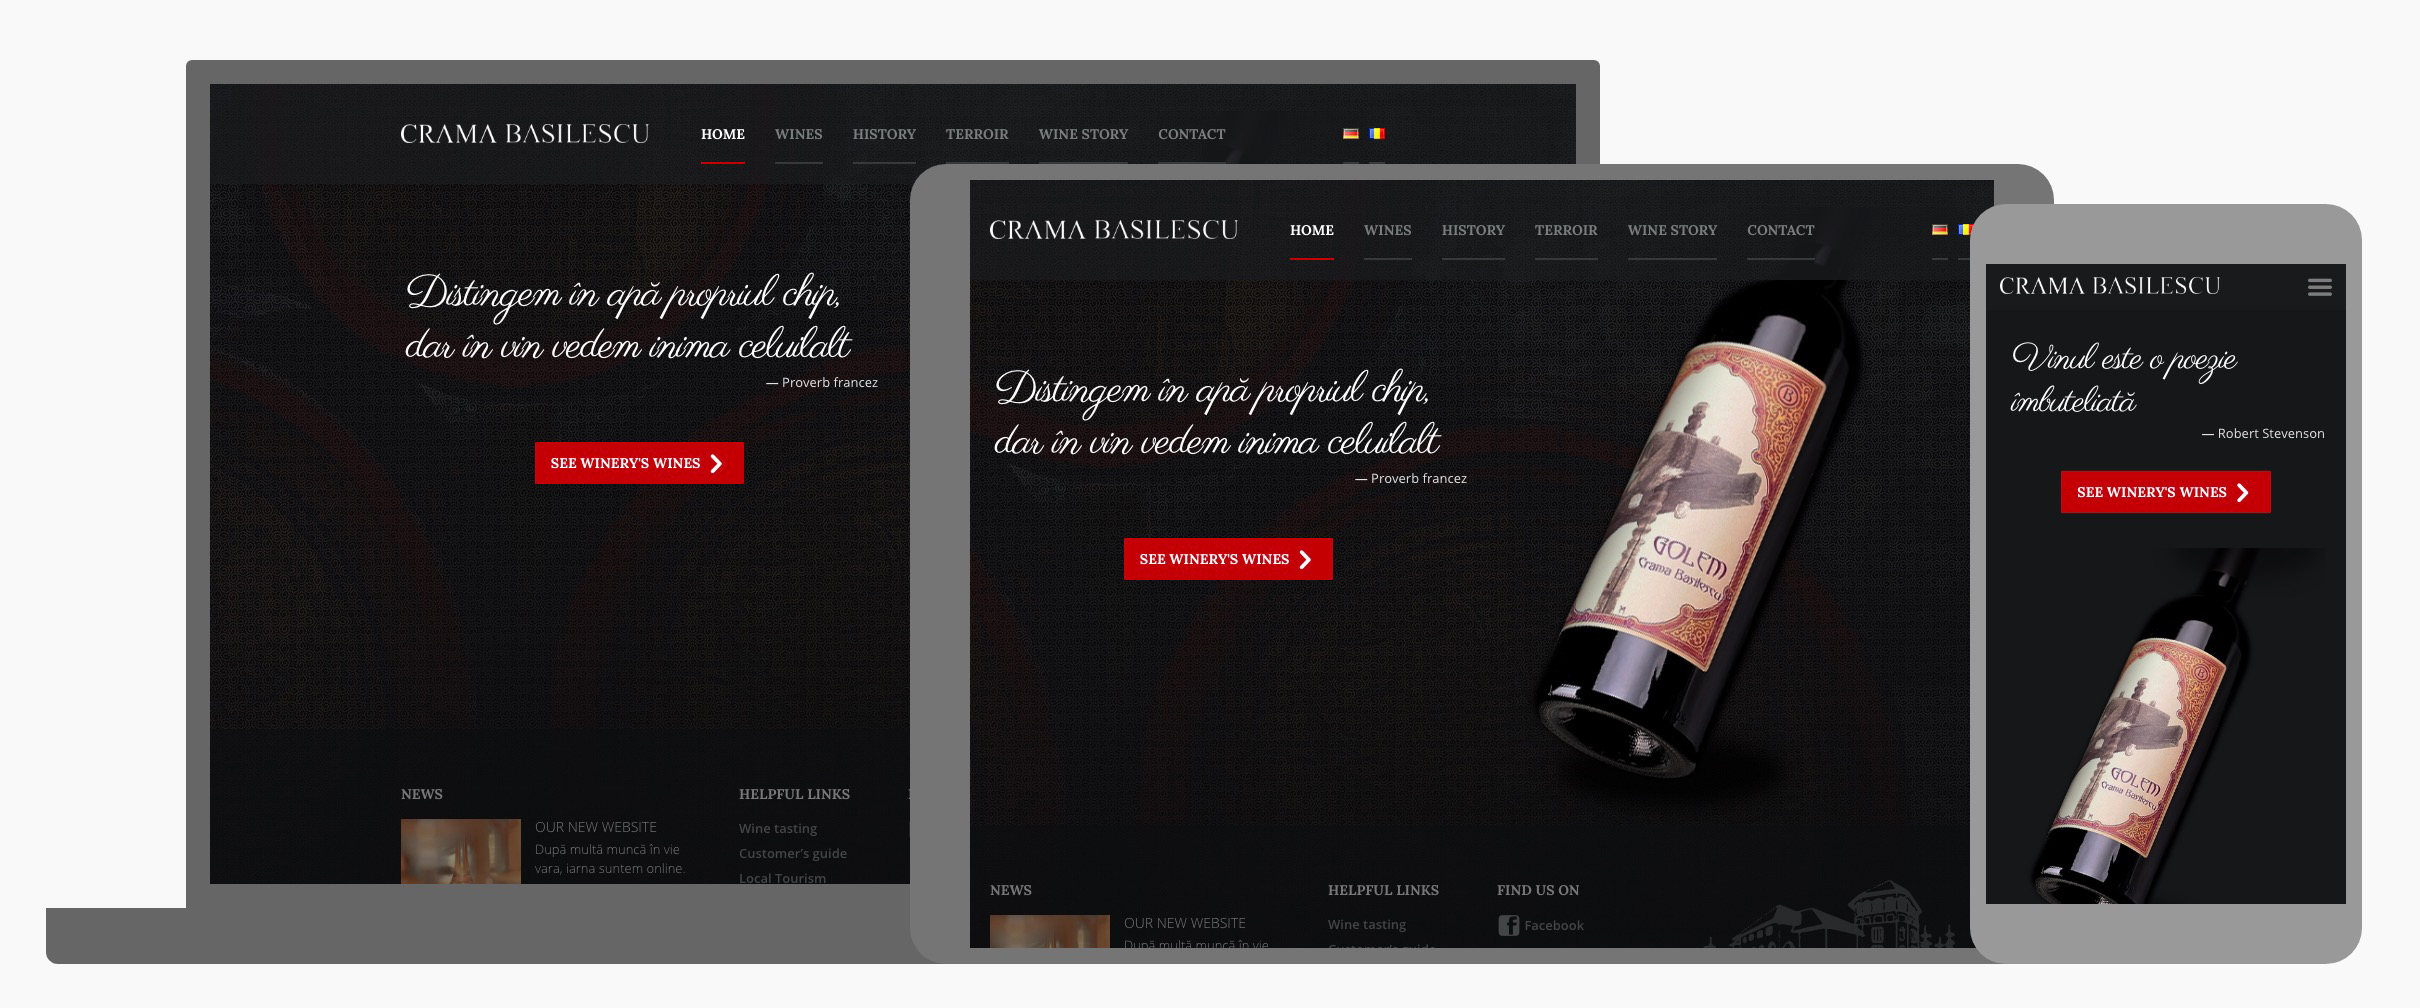 CRAMA BASILESCU
HOME WINES HISTORY TERROIR WINE STORY CONTACT
Distingem în apă propriul chip,
dar în vin vedem inima celuilalt
— Proverb francez
SEE WINERY'S WINES
NEWS
OUR NEW WEBSITE
După multă muncă în vie
vara, iarna suntem online.
HELPFUL LINKS
Wine tasting
Customer's guide
Local Tourism
CRAMA BASILESCU
HOME WINES HISTORY TERROIR WINE STORY CONTACT
Distingem în apă propriul chip,
dar în vin vedem inima celuilalt
— Proverb francez
SEE WINERY'S WINES
B
GOLEM
Crama Basilescu
NEWS
OUR NEW WEBSITE
După multă muncă în vie
HELPFUL LINKS
Wine tasting
Customer's guide
FIND US ON
Facebook
CRAMA BASILESCU
Vinul este o poezie
îmbuteliată
— Robert Stevenson
SEE WINERY'S WINES
B
GOLEM
Crama Basilescu